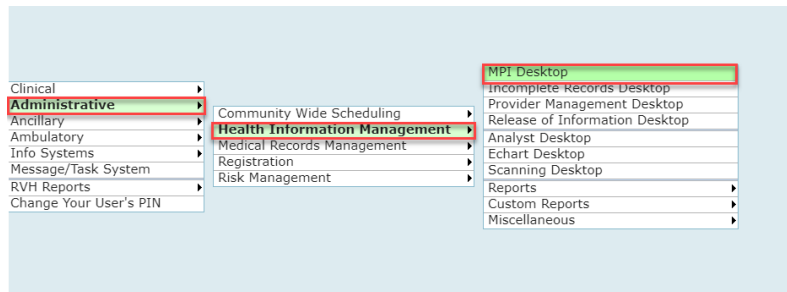 Clinical
Administrative
Ancillary
Ambulatory
Info Systems
Message/Task System
RVH Reports
Change Your User's PIN
Community Wide Scheduling
Health Information Management
Medical Records Management
Registration
Risk Management
MPI Desktop
Incomplete Records Desktop
Provider Management Desktop
Release of Information Desktop
Analyst Desktop
Echart Desktop
Scanning Desktop
Reports
Custom Reports
Miscellaneous